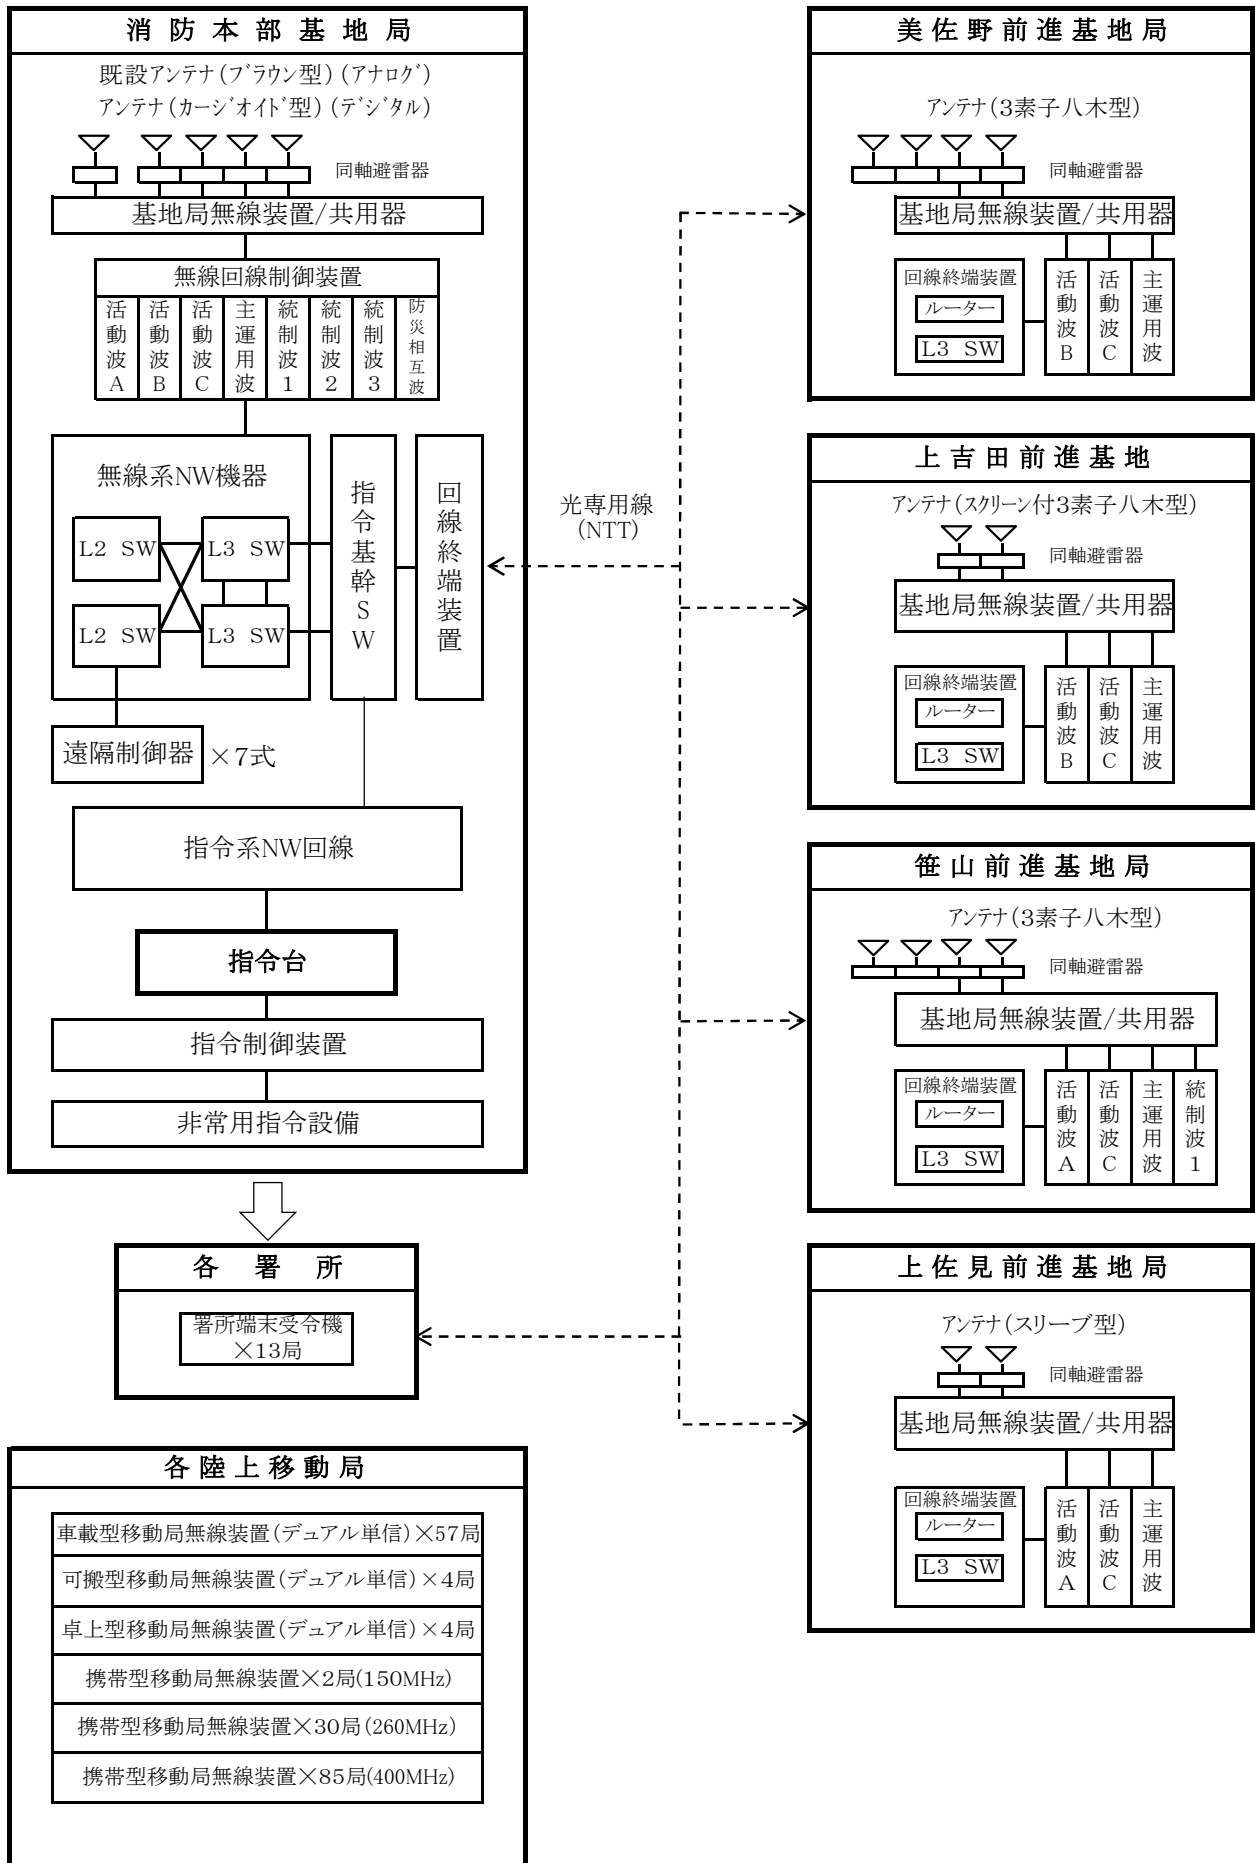 消防本部基地局
既設アンテナ(ブラウン型)(アナログ)
アンテナ(カージオイド型)(デジタル)
同軸避雷器
基地局無線装置/共用器
無線回線制御装置
活動波A
活動波B
活動波C
主運用波
統制波1
統制波2
統制波3
防災相互波
無線系NW機器
L2 SW
L3 SW
L2 SW
L3 SW
指令基幹SW
回線終端装置
遠隔制御器
×7式
指令系NW回線
指令台
指令制御装置
非常用指令設備
光専用線
(NTT)
各署所
署所端末受令機
×13局
各陸上移動局
車載型移動局無線装置(デュアル単信)×57局
可搬型移動局無線装置(デュアル単信)×4局
卓上型移動局無線装置(デュアル単信)×4局
携帯型移動局無線装置×2局(150MHz)
携帯型移動局無線装置×30局(260MHz)
携帯型移動局無線装置×85局(400MHz)
美佐野前進基地局
アンテナ(3素子八木型)
同軸避雷器
基地局無線装置/共用器
回線終端装置
ルーター
L3 SW
活動波B
活動波C
主運用波
上吉田前進基地
アンテナ(スクリーン付3素子八木型)
同軸避雷器
基地局無線装置/共用器
回線終端装置
ルーター
L3 SW
活動波B
活動波C
主運用波
笹山前進基地局
アンテナ(3素子八木型)
同軸避雷器
基地局無線装置/共用器
回線終端装置
ルーター
L3 SW
活動波A
活動波C
主運用波
統制波1
上佐見前進基地局
アンテナ(スリーブ型)
同軸避雷器
基地局無線装置/共用器
回線終端装置
ルーター
L3 SW
活動波A
活動波C
主運用波